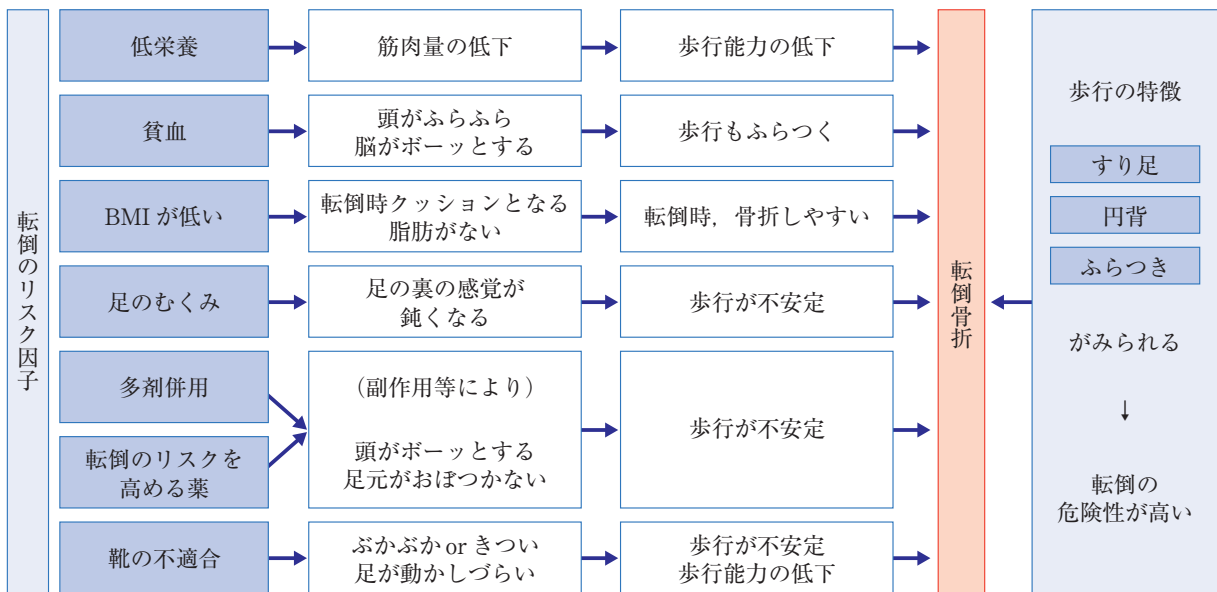 転倒のリスク因子
低栄養
筋肉量の低下
歩行能力の低下
貧血
頭がふらふら
脳がボーッとする
歩行もふらつく
BMI が低い
転倒時クッションとなる
脂肪がない
転倒時，骨折しやすい
足のむくみ
足の裏の感覚が
鈍くなる
歩行が不安定
多剤併用
転倒のリスクを
高める薬
（副作用等により）
頭がボーッとする
足元がおぼつかない
歩行が不安定
靴の不適合
ぶかぶか or きつい
足が動かしづらい
歩行が不安定
歩行能力の低下
転倒骨折
歩行の特徴
すり足
円背
ふらつき
がみられる
↓
転倒の
危険性が高い